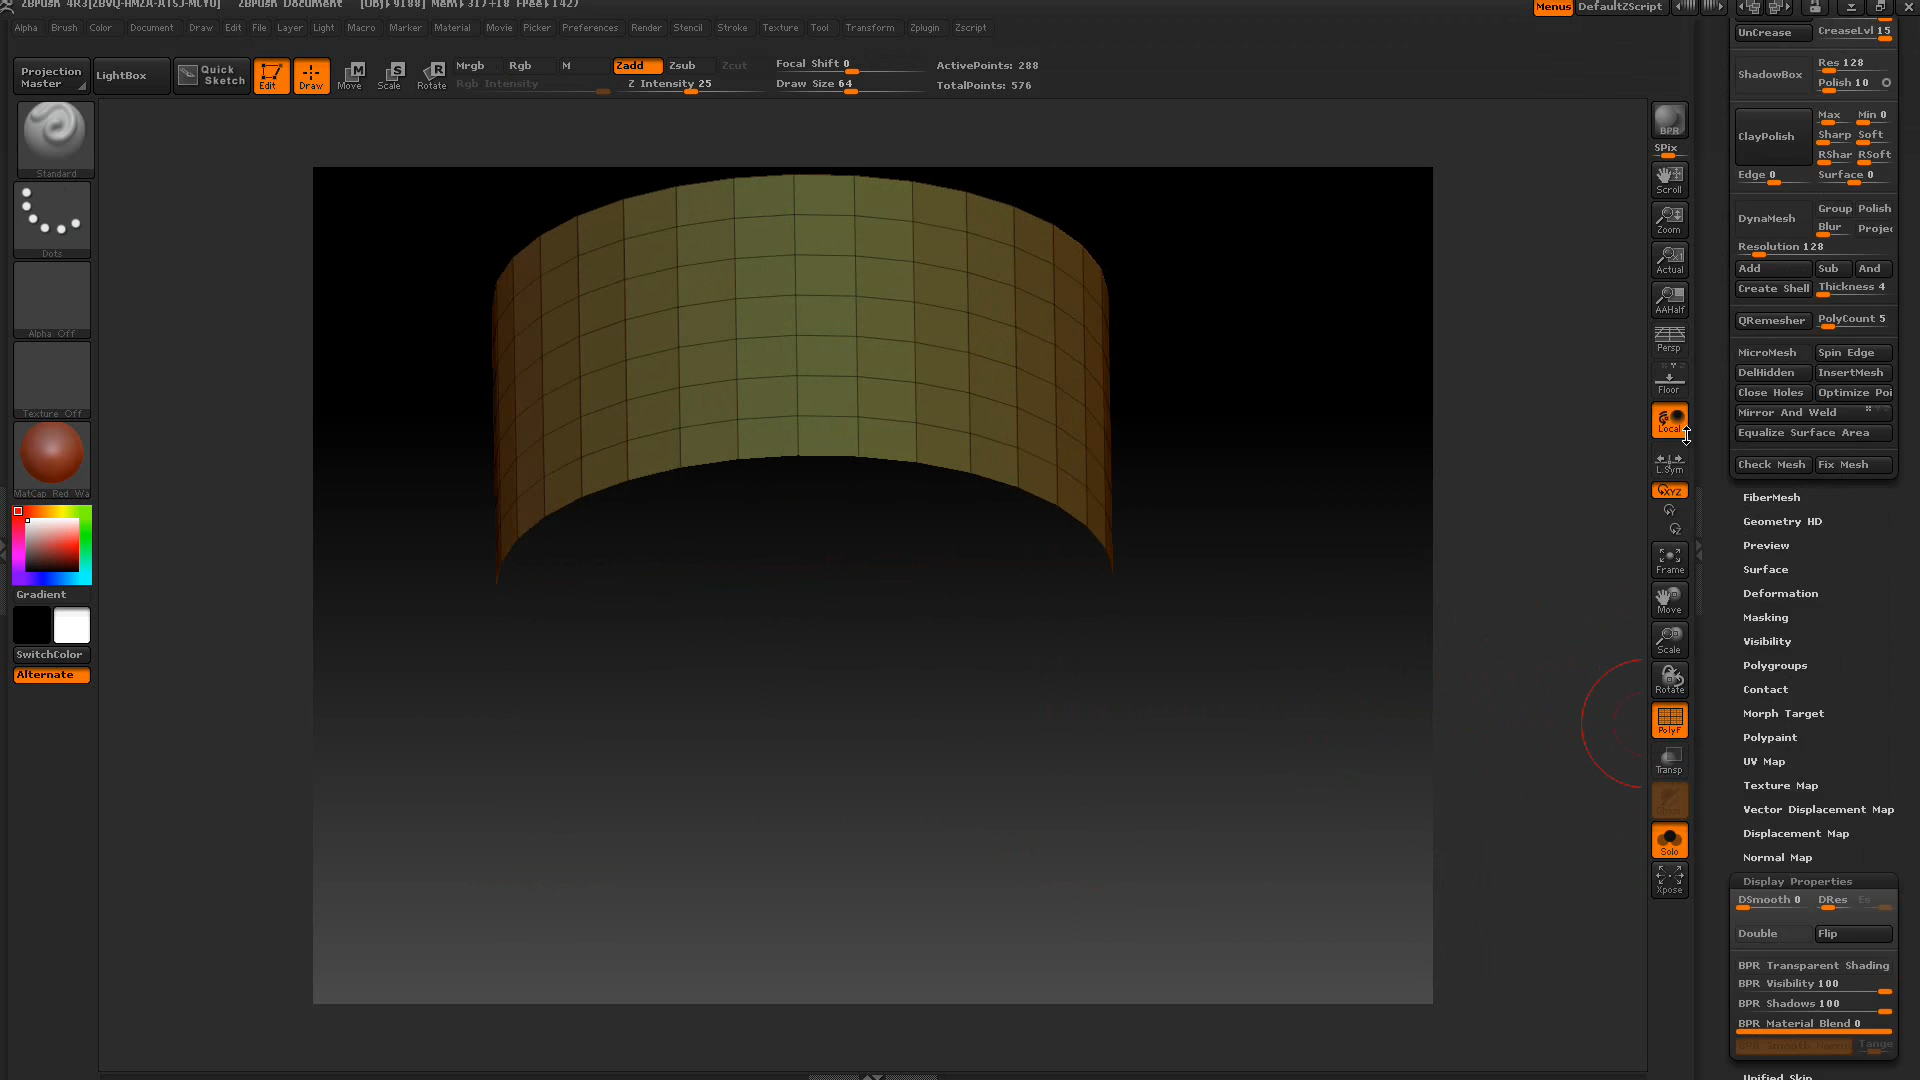 ZBrush Document
Menus DefaultZScript
Alpha Brush Color Document Draw Edit File Layer Light Macro Marker Material Movie Picker Preferences Render Stencil Stroke Texture Tool Transform Zplugin Zscript
Projection Master
LightBox
Quick Sketch
Edit
Draw
Move
Scale
Rotate
Mrgb Rgb M
Rgb Intensity
Zadd Zsub Zcut
Z Intensity 25
Focal Shift 0
Draw Size 64
ActivePoints: 288
TotalPoints: 576
Standard
Dots
Alpha Off
Texture Off
MatCap Red Wa
Gradient
SwitchColor
Alternate
BPR
SPix
Scroll
Zoom
Actual
AAHalf
Persp
Floor
Local
L.Sym
XYZ
Frame
Move
Scale
Rotate
PolyF
Transp
Solo
Xpose
UnCrease CreaseLvl 15
ShadowBox
Res 128
Polish 10
ClayPolish
Max Min 0
Sharp Soft
RShar RSoft
Edge 0 Surface 0
DynaMesh
Group Polish
Blur Projec
Resolution 128
Add Sub And
Create Shell Thickness 4
QRemesher PolyCount 5
MicroMesh Spin Edge
DelHidden InsertMesh
Close Holes Optimize Poi
Mirror And Weld
Equalize Surface Area
Check Mesh Fix Mesh
FiberMesh
Geometry HD
Preview
Surface
Deformation
Masking
Visibility
Polygroups
Contact
Morph Target
Polypaint
UV Map
Texture Map
Vector Displacement Map
Displacement Map
Normal Map
Display Properties
DSmooth 0 DRes Es
Double Flip
BPR Transparent Shading
BPR Visibility 100
BPR Shadows 100
BPR Material Blend 0
Tange
Unified Skin